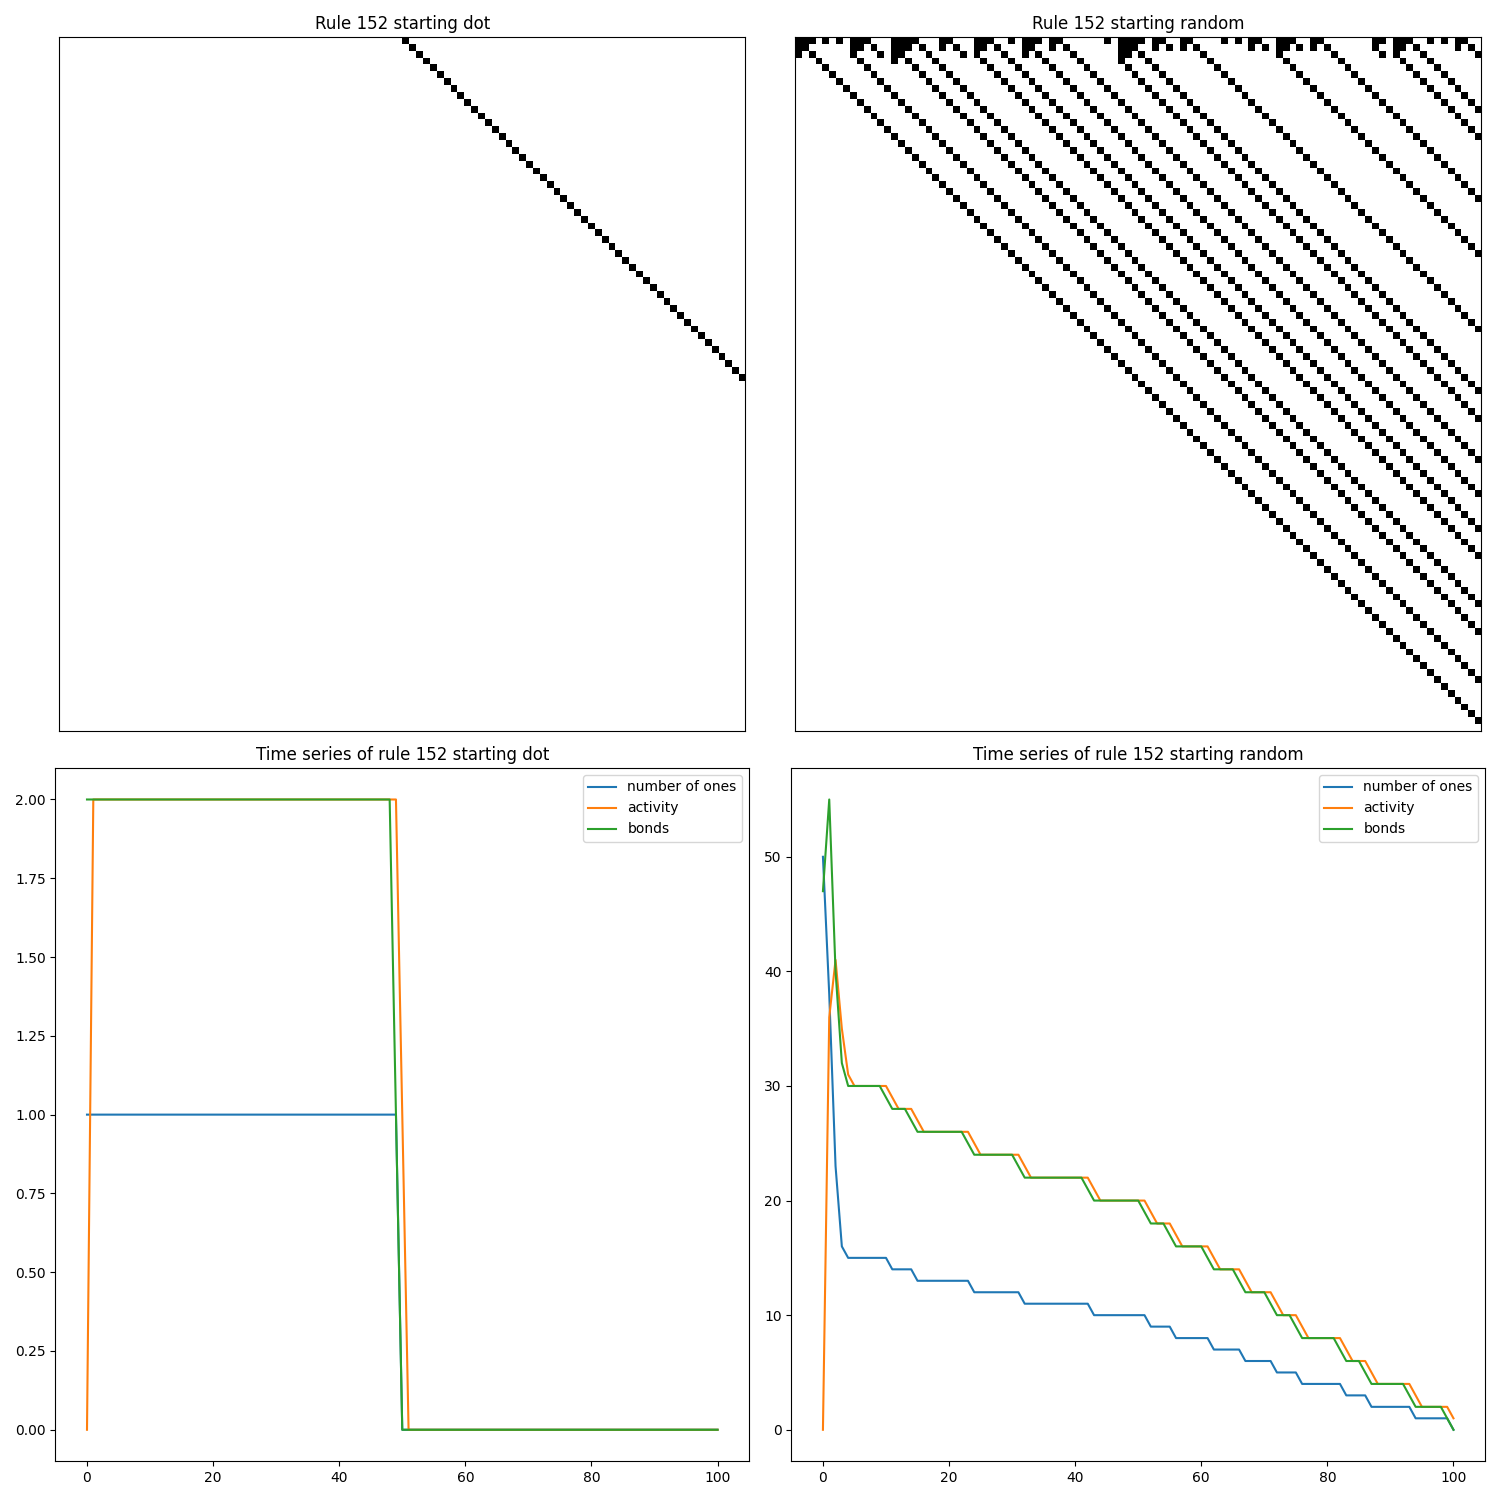 Rule 152 starting dot
Rule 152 starting random
Time series of rule 152 starting dot
number of ones
activity
bonds
2.00
1.75
1.50
1.25
1.00
0.75
0.50
0.25
0.00
0 20 40 60 80 100
Time series of rule 152 starting random
number of ones
activity
bonds
50
40
30
20
10
0
0 20 40 60 80 100